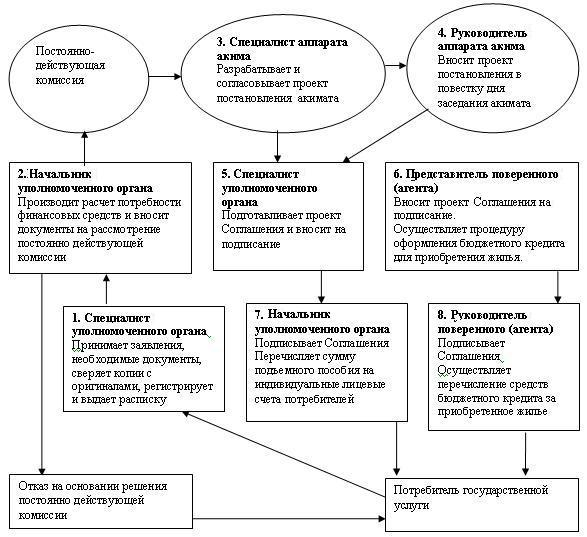 Постоянно-
действующая
комиссия
3. Специалист аппарата
акима
Разрабатывает и
согласовывает проект
постановления акимата
4. Руководитель
аппарата акима
Вносит проект
постановления в
повестку дня
заседания акимата
2. Начальник
уполномоченного органа
Производит расчет потребности
финансовых средств и вносит
документы на рассмотрение
постоянно действующей
комиссии
5. Специалист
уполномоченного
органа
Подготавливает проект
Соглашения и вносит на
подписание
6. Представитель поверенного
(агента)
Вносит проект Соглашения на
подписание.
Осуществляет процедуру
оформления бюджетного кредита
для приобретения жилья.
1. Специалист
уполномоченного органа
Принимает заявления,
необходимые документы,
сверяет копии с
оригиналами, регистрирует
и выдает расписку
7. Начальник
уполномоченного органа
Подписывает Соглашения
Перечисляет сумму
подъемного пособия на
индивидуальные лицевые
счета потребителей
8. Руководитель
поверенного (агента)
Подписывает
Соглашения
Осуществляет
перечисление средств
бюджетного кредита за
приобретенное жилье
Отказ на основании решения
постоянно действующей
комиссии
Потребитель государственной
услуги